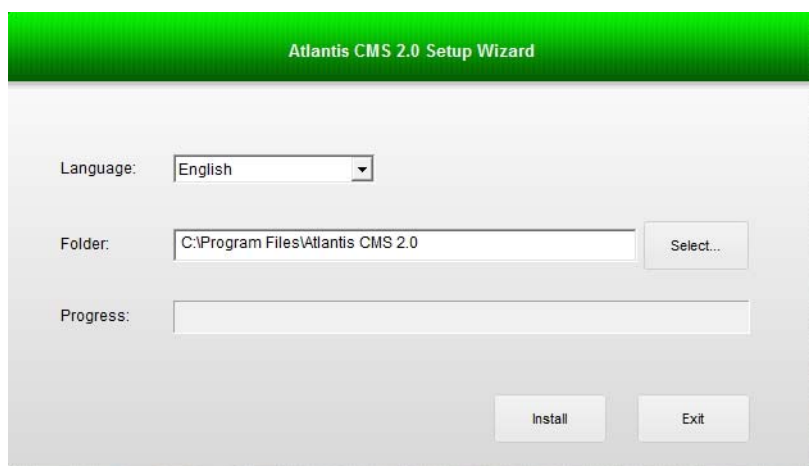 Atlantis CMS 2.0 Setup Wizard
Language: English
Folder: C:\Program Files\Atlantis CMS 2.0 Select...
Progress:
Install Exit